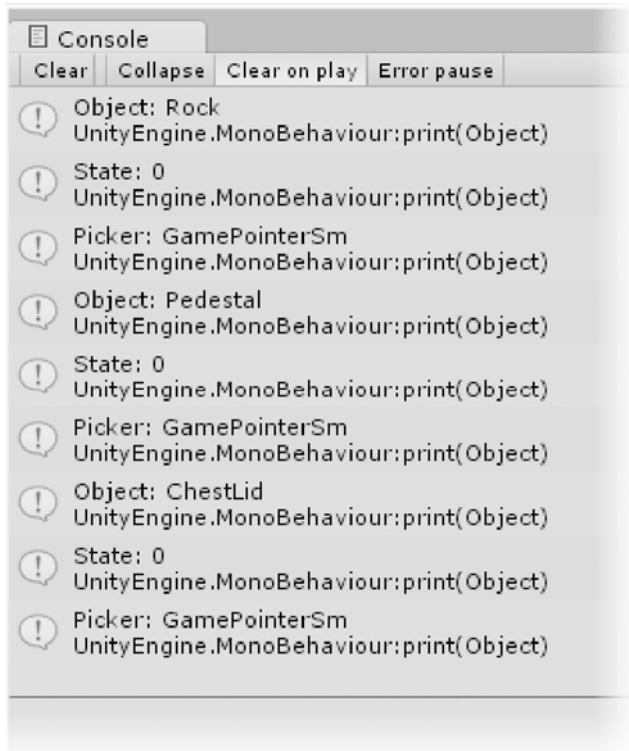 Console
Clear Collapse Clear on play Error pause
Object: Rock
UnityEngine.MonoBehaviour:print(Object)
State: 0
UnityEngine.MonoBehaviour:print(Object)
Picker: GamePointerSm
UnityEngine.MonoBehaviour:print(Object)
Object: Pedestal
UnityEngine.MonoBehaviour:print(Object)
State: 0
UnityEngine.MonoBehaviour:print(Object)
Picker: GamePointerSm
UnityEngine.MonoBehaviour:print(Object)
Object: ChestLid
UnityEngine.MonoBehaviour:print(Object)
State: 0
UnityEngine.MonoBehaviour:print(Object)
Picker: GamePointerSm
UnityEngine.MonoBehaviour:print(Object)